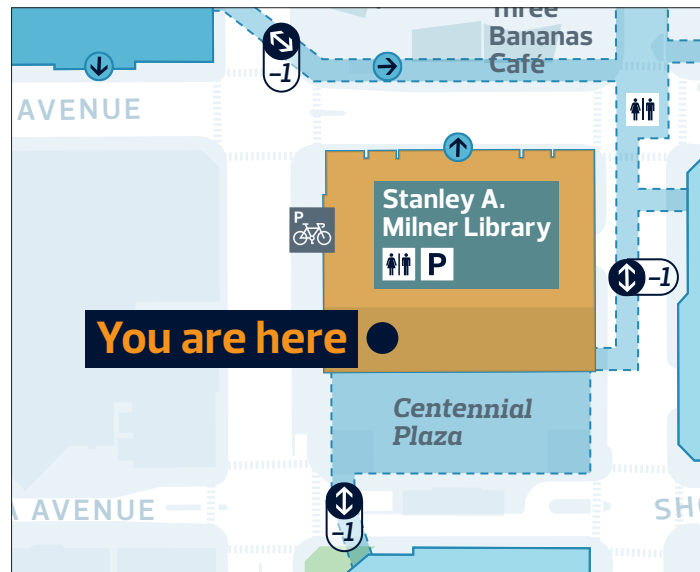 Three
Bananas
Café
-1
AVENUE
P
Stanley A.
Milner Library
P
-1
You are here
Centennial
Plaza
AVENUE
-1